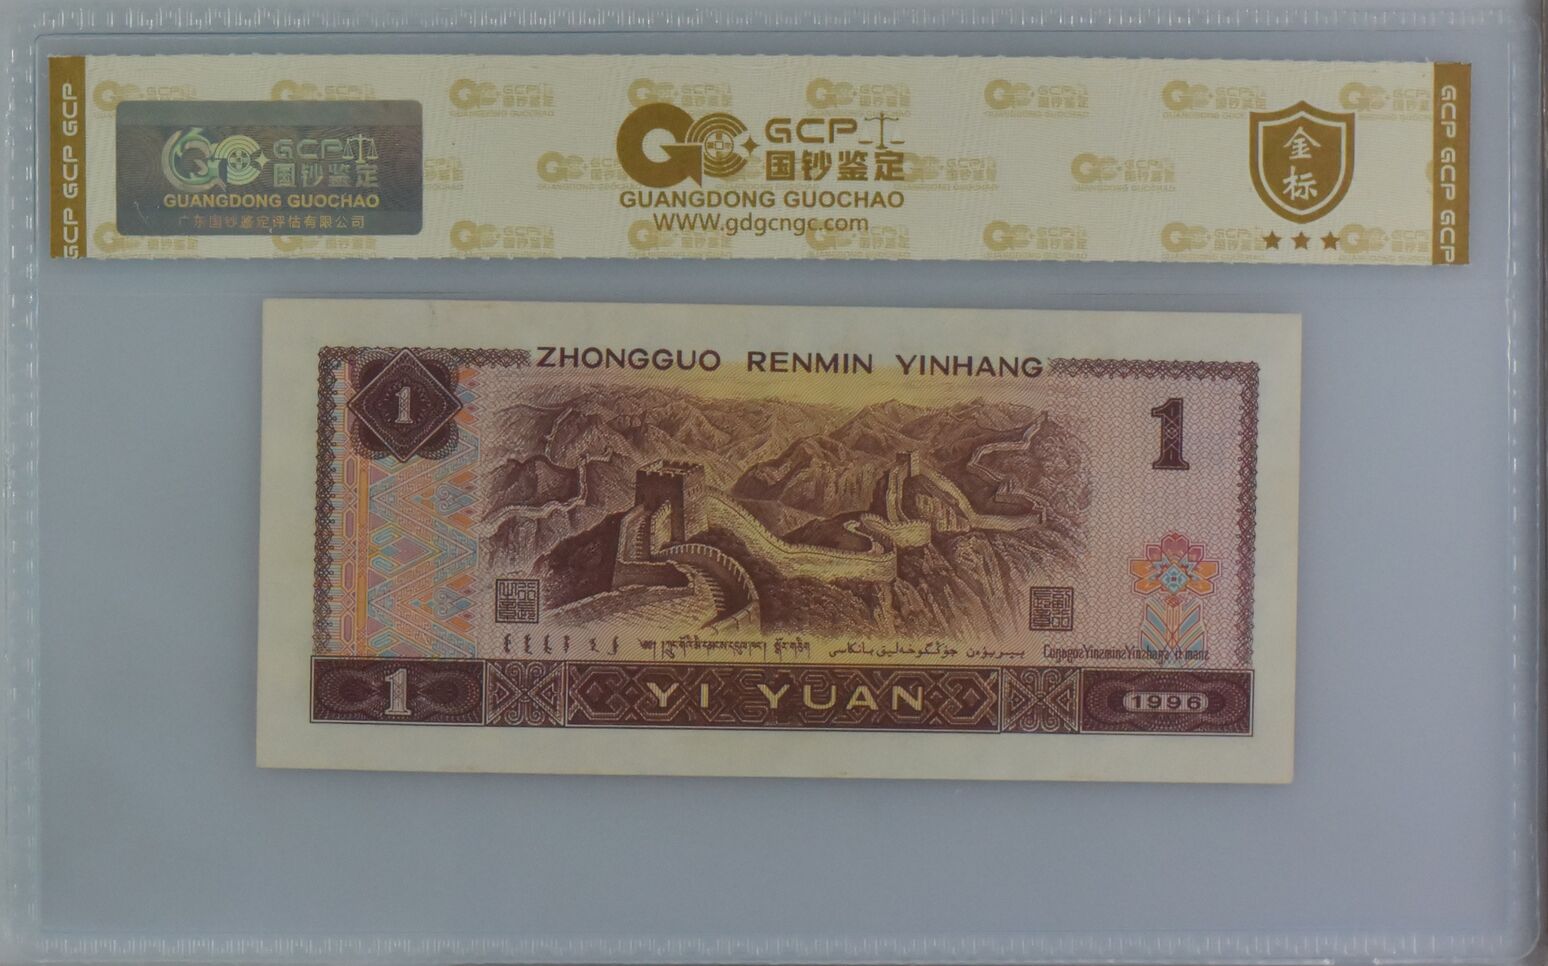 GCP GCP GCP
GCP 国钞鉴定
GUANGDONG GUOCHAO
广东国钞鉴定评估有限公司
GCP
国钞鉴定
GUANGDONG GUOCHAO
WWW.gdgcngc.com
金标
GCP GCP GCP
ZHONGGUO RENMIN YINHANG
1
1
1
YI YUAN
1996